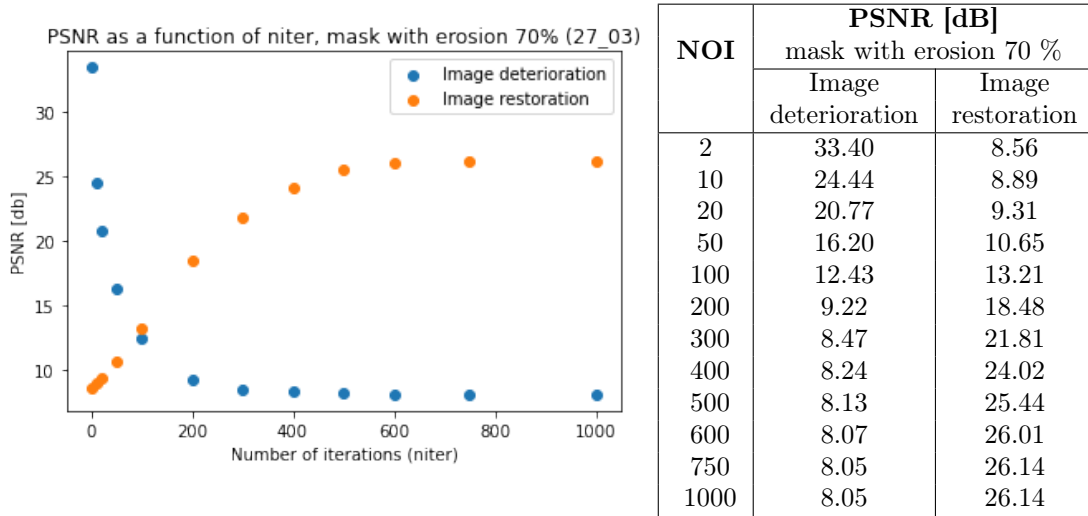 PSNR as a function of niter, mask with erosion 70% (27_03)
Image deterioration
Image restoration
PSNR [db]
30
25
20
15
10
0 200 400 600 800 1000
Number of iterations (niter)
NOI PSNR [dB]
mask with erosion 70 %
Image deterioration Image restoration
2 33.40 8.56
10 24.44 8.89
20 20.77 9.31
50 16.20 10.65
100 12.43 13.21
200 9.22 18.48
300 8.47 21.81
400 8.24 24.02
500 8.13 25.44
600 8.07 26.01
750 8.05 26.14
1000 8.05 26.14